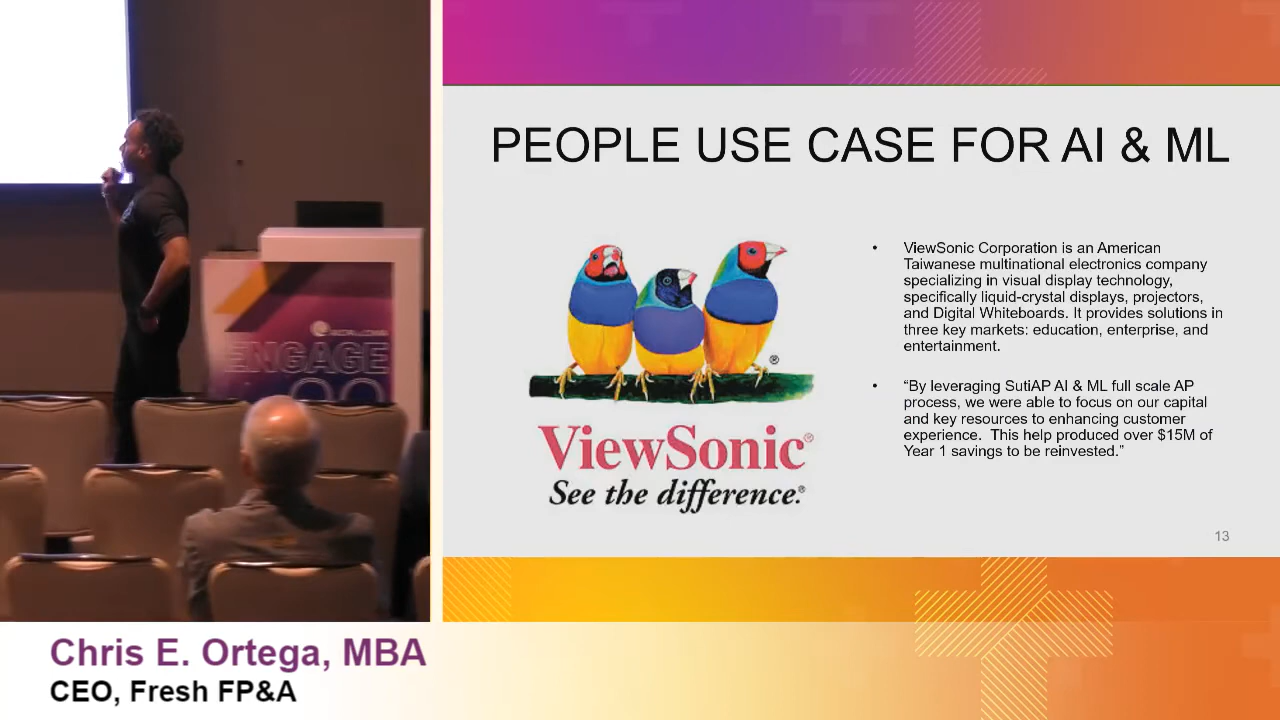 PEOPLE USE CASE FOR AI & ML
ViewSonic®
See the difference.®
®
• ViewSonic Corporation is an American
Taiwanese multinational electronics company
specializing in visual display technology,
specifically liquid-crystal displays, projectors,
and Digital Whiteboards. It provides solutions in
three key markets: education, enterprise, and
entertainment.
• “By leveraging SutiAP AI & ML full scale AP
process, we were able to focus on our capital
and key resources to enhancing customer
experience.  This help produced over $15M of
Year 1 savings to be reinvested.”
13
ENGAGE
Chris E. Ortega, MBA
CEO, Fresh FP&A